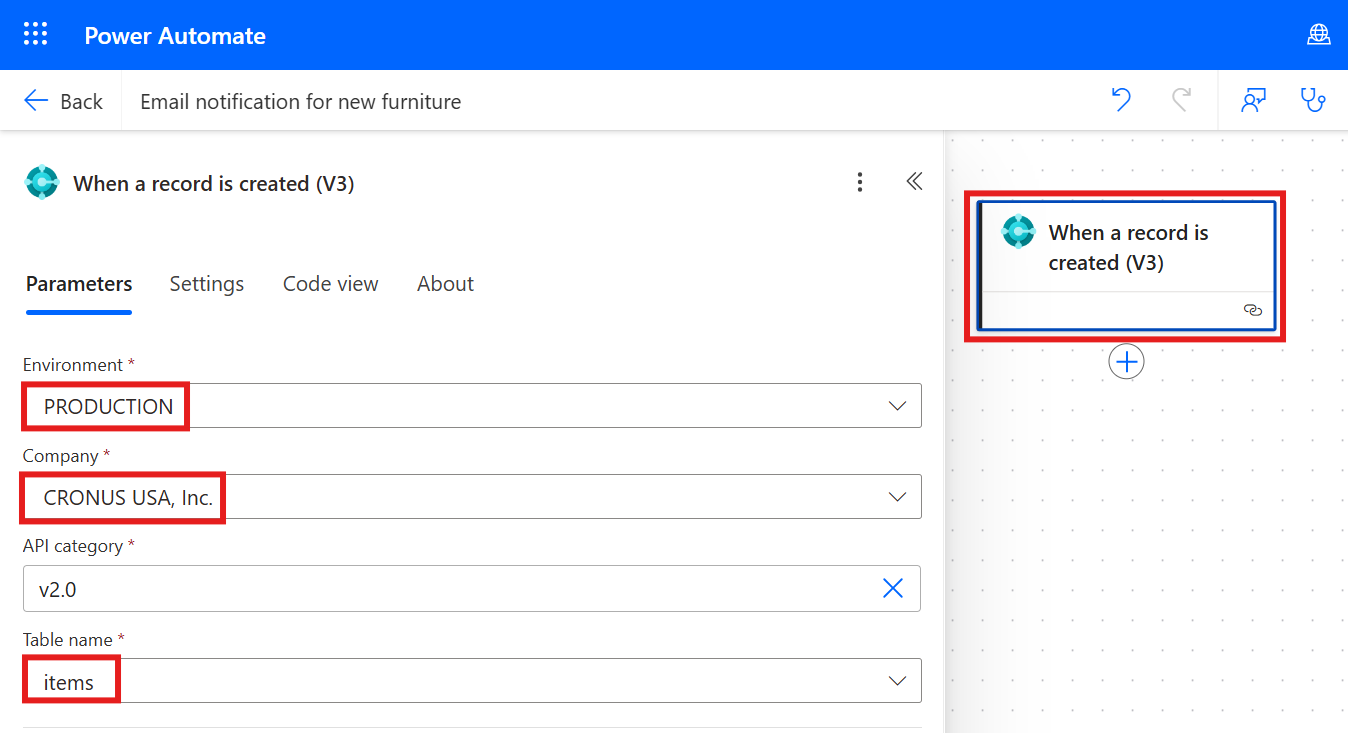 Power Automate
Back
Email notification for new furniture
When a record is created (V3)
Parameters
Settings
Code view
About
Environment *
PRODUCTION
Company *
CRONUS USA, Inc.
API category *
v2.0
Table name *
items
When a record is
created (V3)